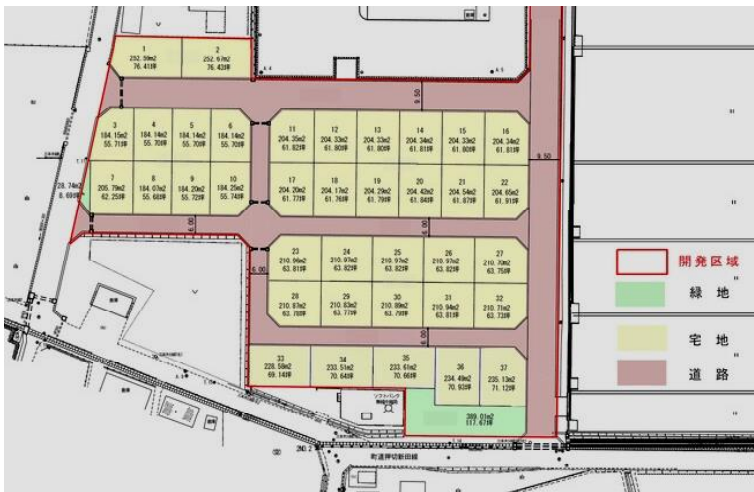 1
252.59m2
76.41坪
2
252.67m2
76.43坪
9.50
3
184.15m2
55.71坪
4
184.14m2
55.70坪
5
184.14m2
55.70坪
6
184.14m2
55.70坪
11
204.35m2
61.82坪
12
204.33m2
61.80坪
13
204.33m2
61.80坪
14
204.34m2
61.81坪
15
204.33m2
61.80坪
16
204.34m2
61.81坪
9.50
7
205.79m2
62.25坪
8
184.07m2
55.68坪
9
184.20m2
55.72坪
10
184.25m2
55.74坪
17
204.20m2
61.77坪
18
204.17m2
61.76坪
19
204.29m2
61.79坪
20
204.42m2
61.84坪
21
204.54m2
61.87坪
22
204.65m2
61.91坪
28.74m2
8.69坪
6.00
6.00
6.00
23
210.96m2
63.81坪
24
210.97m2
63.82坪
25
210.97m2
63.82坪
26
210.97m2
63.82坪
27
210.70m2
63.75坪
28
210.87m2
63.78坪
29
210.83m2
63.77坪
30
210.89m2
63.79坪
31
210.94m2
63.81坪
32
210.71m2
63.73坪
6.00
33
228.58m2
69.14坪
34
233.51m2
70.64坪
35
233.61m2
70.66坪
36
234.49m2
70.93坪
37
235.13m2
71.12坪
389.01m2
117.67坪
開発区域
緑地
宅地
道路
ソフトバンク
町道押切新田線